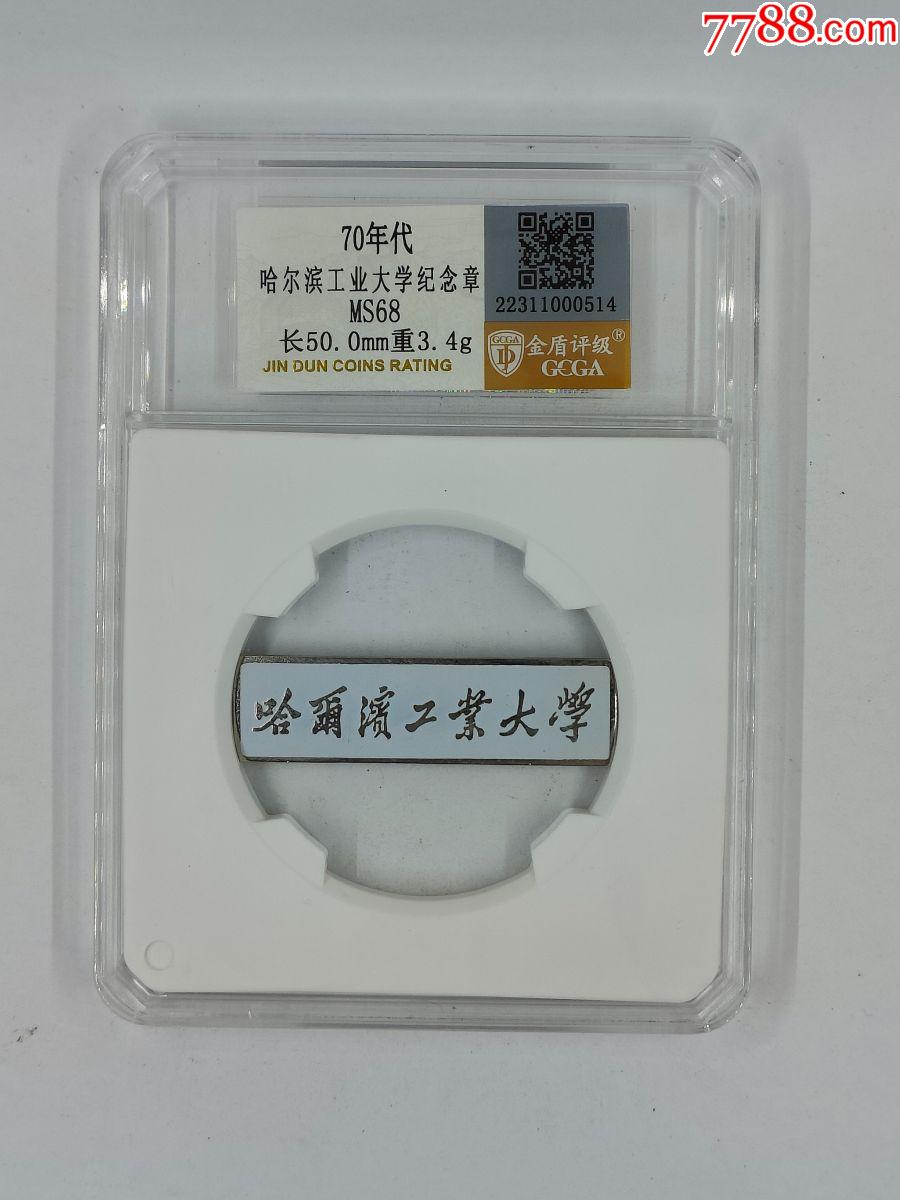 7788.com
70年代
哈尔滨工业大学纪念章
MS68
长50.0mm重3.4g
JIN DUN COINS RATING
22311000514
GCGA
金盾评级®
GCGA
哈爾濱工業大學